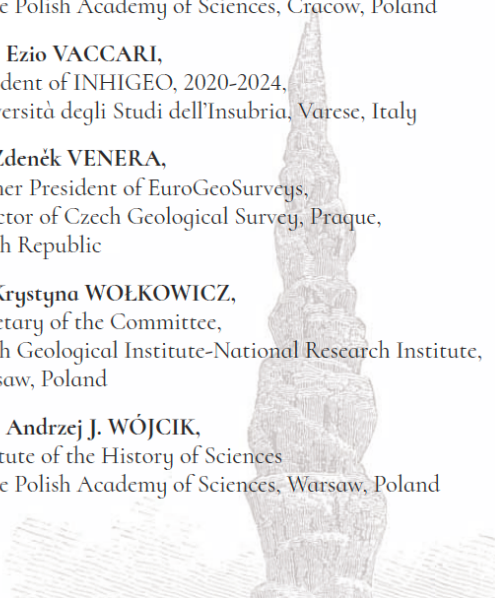 e Polish Academy of Sciences, Cracow, Poland
Ezio VACCARI,
dent of INHIGEO, 2020-2024,
ersità degli Studi dell'Insubria, Varese, Italy
Zdeněk VENERA,
er President of EuroGeoSurveys,
ctor of Czech Geological Survey, Praque,
h Republic
Krystyna WOŁKOWICZ,
etary of the Committee,
h Geological Institute-National Research Institute,
saw, Poland
Andrzej J. WÓJCIK,
tute of the History of Sciences
e Polish Academy of Sciences, Warsaw, Poland